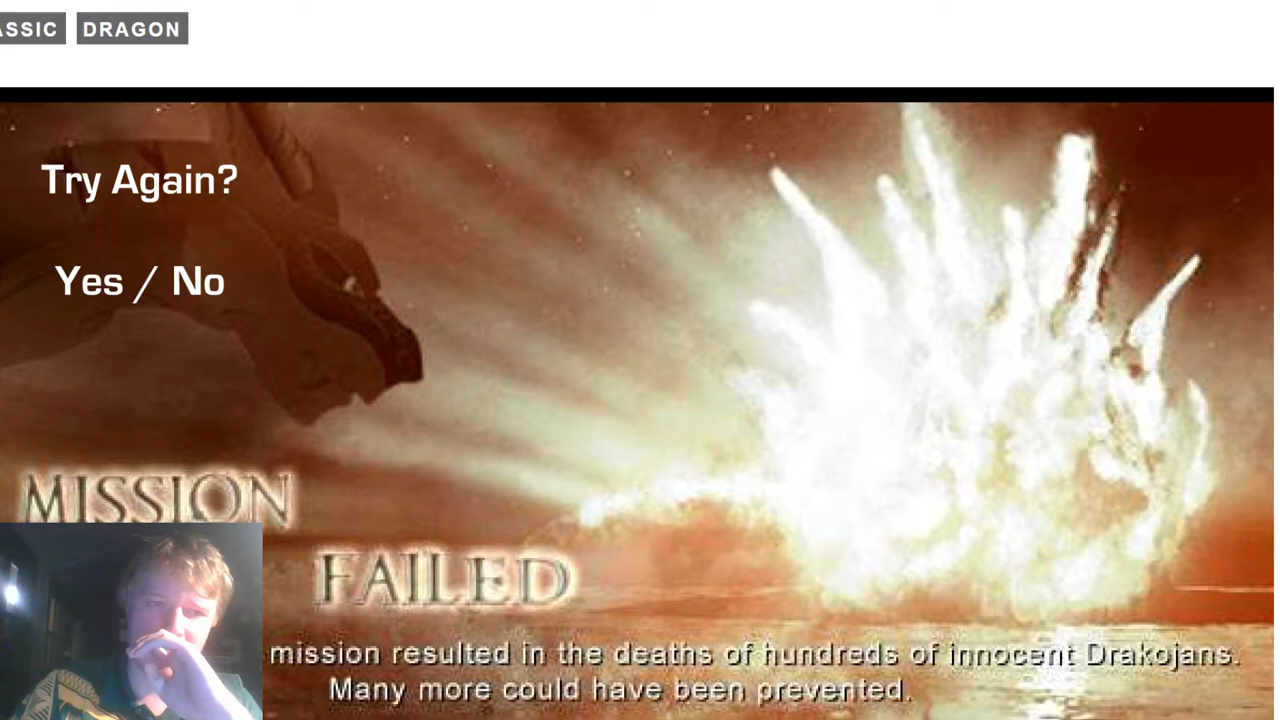 ASSIC DRAGON
Try Again?
Yes / No
MISSION
FAILED
mission resulted in the deaths of hundreds of innocent Drakojans.
Many more could have been prevented.